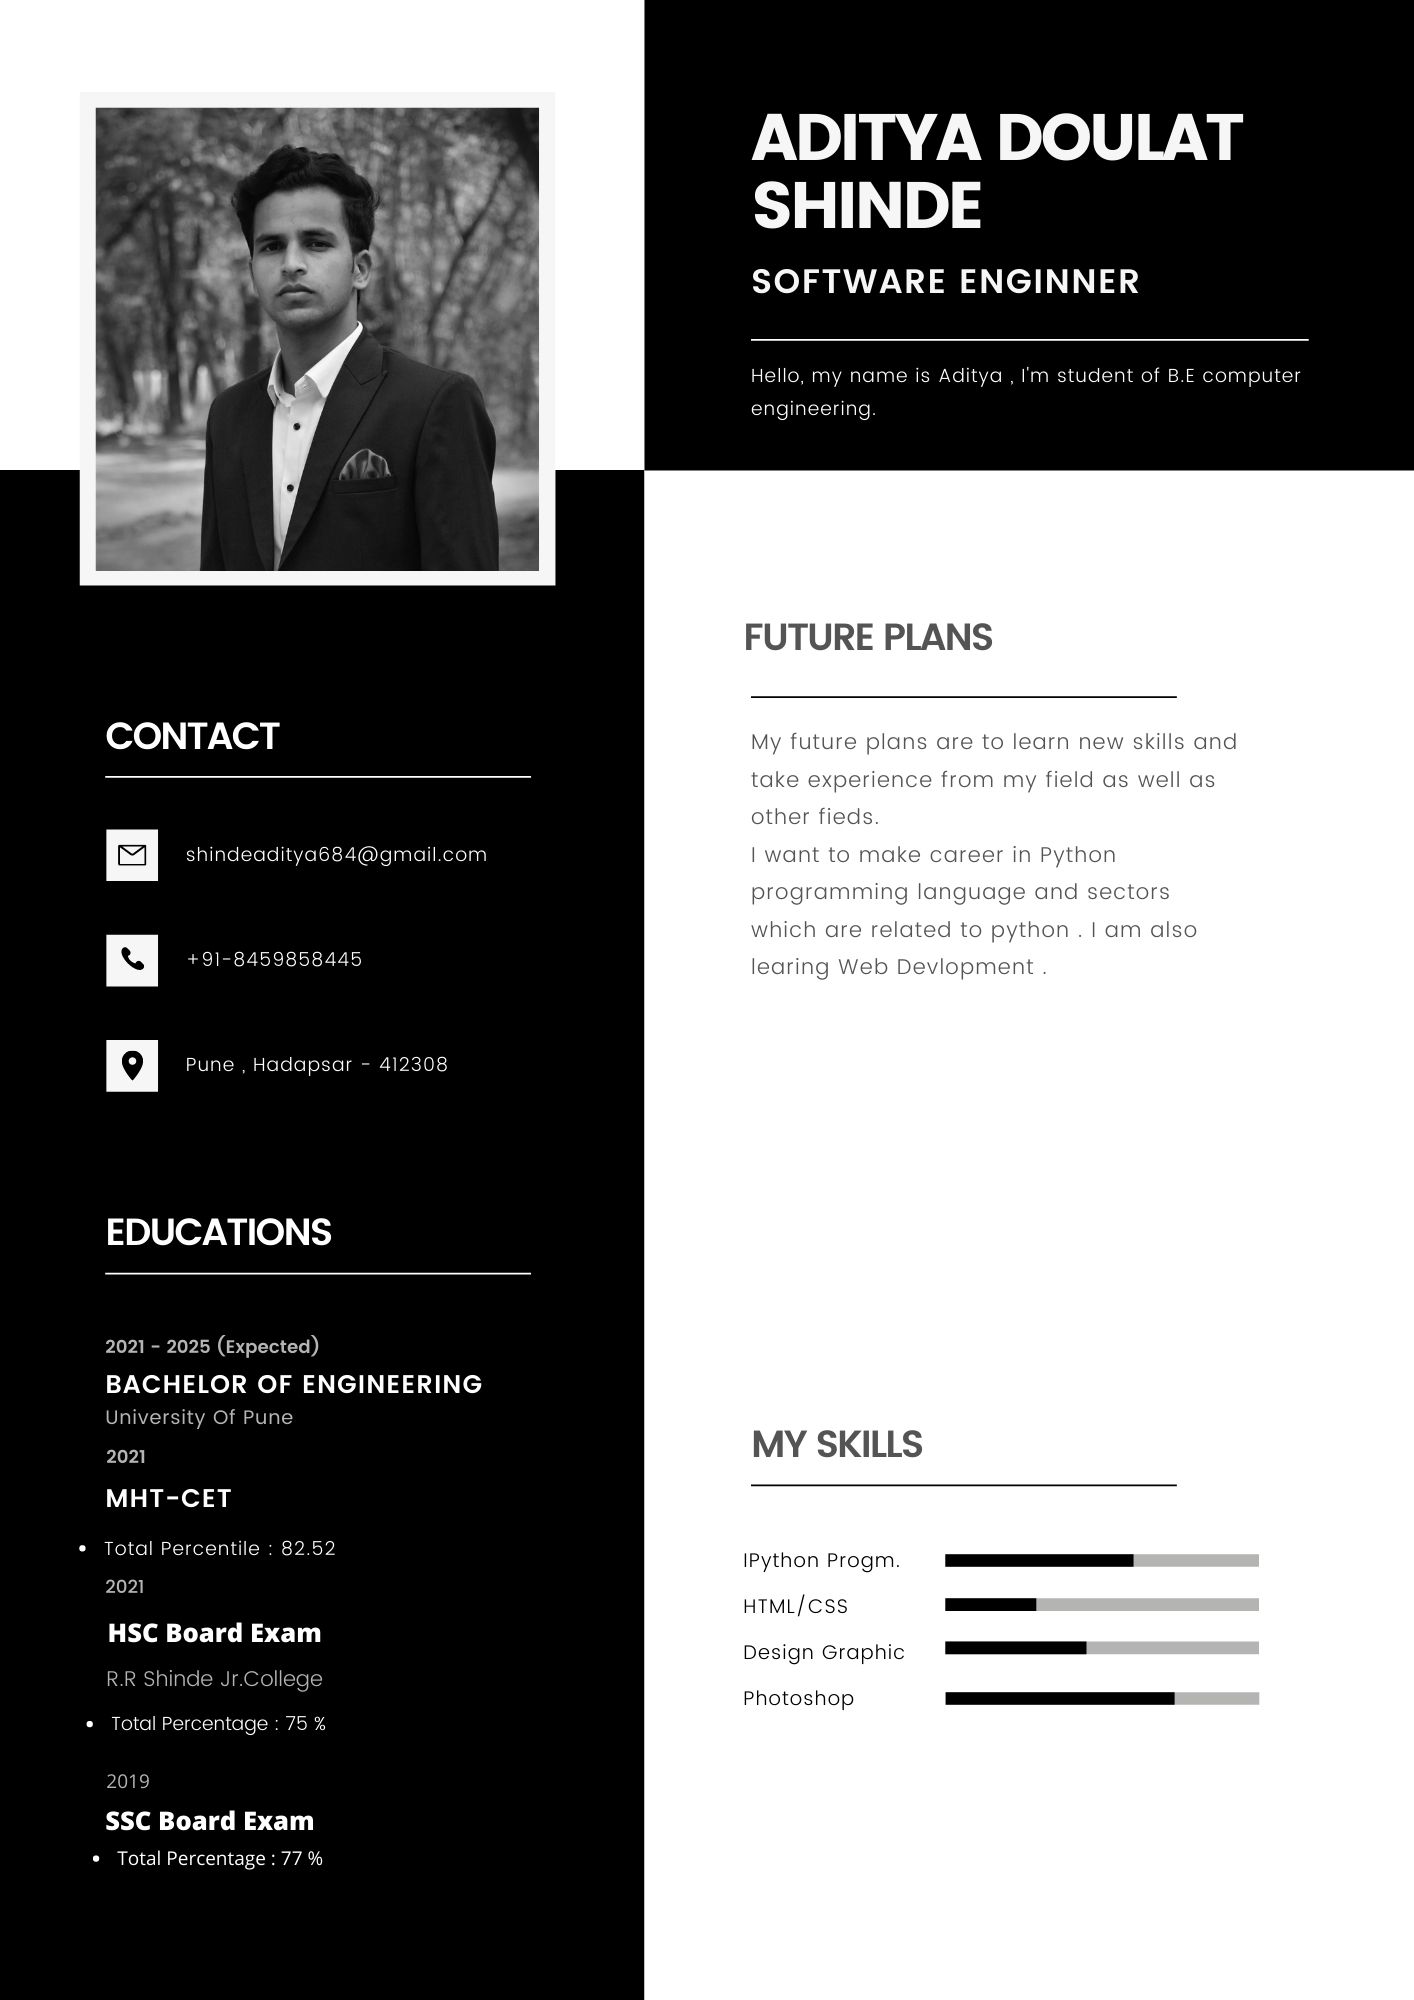 ADITYA DOULAT
SHINDE
SOFTWARE ENGINNER
Hello, my name is Aditya , I'm student of B.E computer
engineering.
CONTACT
shindeaditya684@gmail.com
+91-8459858445
Pune , Hadapsar - 412308
EDUCATIONS
2021 - 2025 (Expected)
BACHELOR OF ENGINEERING
University Of Pune
2021
MHT-CET
• Total Percentile : 82.52
2021
HSC Board Exam
R.R Shinde Jr.College
• Total Percentage : 75 %
2019
SSC Board Exam
• Total Percentage : 77 %
FUTURE PLANS
My future plans are to learn new skills and
take experience from my field as well as
other fieds.
I want to make career in Python
programming language and sectors
which are related to python . I am also
learing Web Devlopment .
MY SKILLS
IPython Progm.
HTML/CSS
Design Graphic
Photoshop